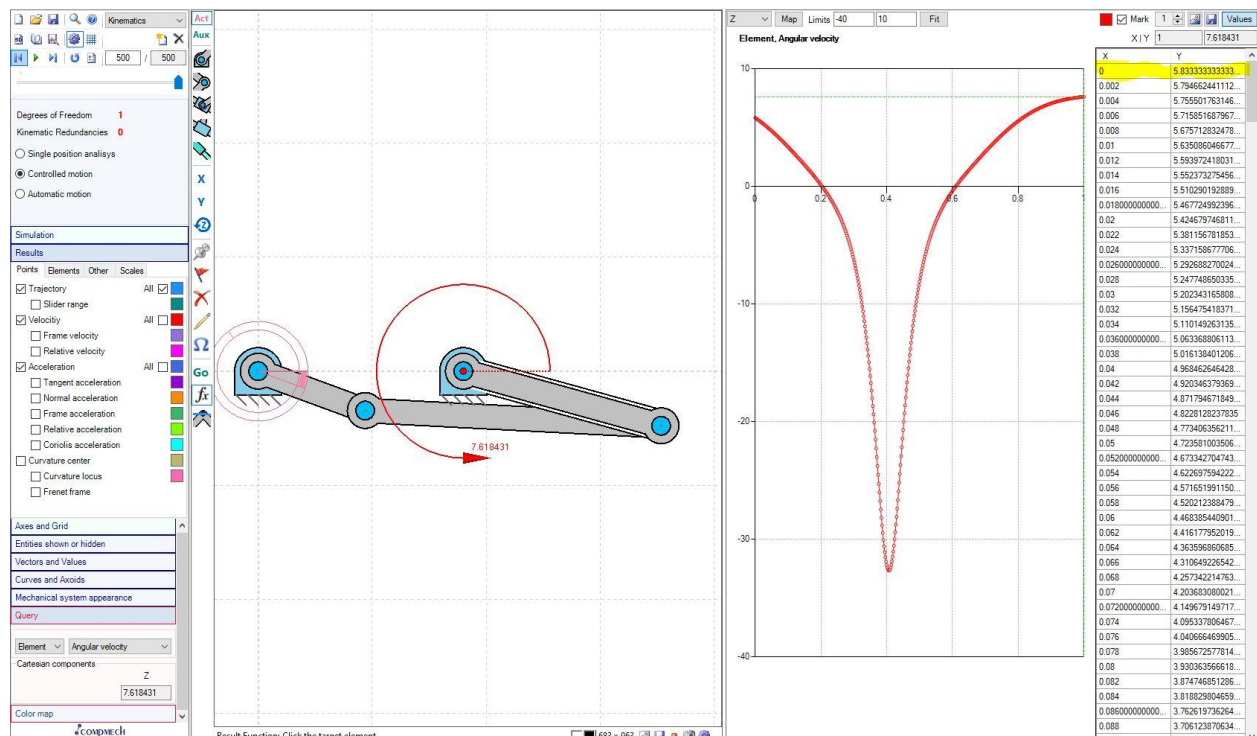 Kinematics
500 / 500
Degrees of Freedom 1
Kinematic Redundancies 0
Single position analisys
Controlled motion
Automatic motion
Simulation
Results
Points Elements Other Scales
Trajectory All
Slider range
Velocitiy All
Frame velocity
Relative velocity
Acceleration All
Tangent acceleration
Normal acceleration
Frame acceleration
Relative acceleration
Coriolis acceleration
Curvature center
Curvature locus
Frenet frame
Axes and Grid
Entities shown or hidden
Vectors and Values
Curves and Axoids
Mechanical system appearance
Query
Element Angular velocity
Cartesian components
Z
7.618431
Color map
COMPMECH
Act
Aux
X
Y
Z
Ω
Go
fx
7.618431
Result Function: Click the target element
Z Map Limits -40 10 Fit
Element, Angular velocity
10
0
-10
-20
-30
-40
0 0.2 0.4 0.6 0.8 1
Mark 1 Values
X|Y 1 7.618431
X Y
0 5.833333333333...
0.002 5.794662441112...
0.004 5.755501763146...
0.006 5.715851687967...
0.008 5.675712832478...
0.01 5.635086046677...
0.012 5.593972418031...
0.014 5.552373275456...
0.016 5.510290192889...
0.018000000000... 5.467724992396...
0.02 5.424679746811...
0.022 5.381156781853...
0.024 5.337158677706...
0.026000000000... 5.292688270024...
0.028 5.247748650335...
0.03 5.202343165808...
0.032 5.156475418371...
0.034 5.110149263135...
0.036000000000... 5.063368806113...
0.038 5.016138401206...
0.04 4.968462646428...
0.042 4.920346379369...
0.044 4.871794671849...
0.046 4.8228128237835
0.048 4.773406356211...
0.05 4.723581003506...
0.052000000000... 4.673342704743...
0.054 4.622697594222...
0.056 4.571651991150...
0.058 4.520212388479...
0.06 4.468385440901...
0.062 4.416177952019...
0.064 4.363596860685...
0.066 4.310649226542...
0.068 4.257342214763...
0.07 4.203683080021...
0.072000000000... 4.149679149717...
0.074 4.095337806467...
0.076 4.040666469905...
0.078 3.985672577814...
0.08 3.930363566618...
0.082 3.874746851286...
0.084 3.818829804659...
0.086000000000... 3.762619736264...
0.088 3.706123870634...